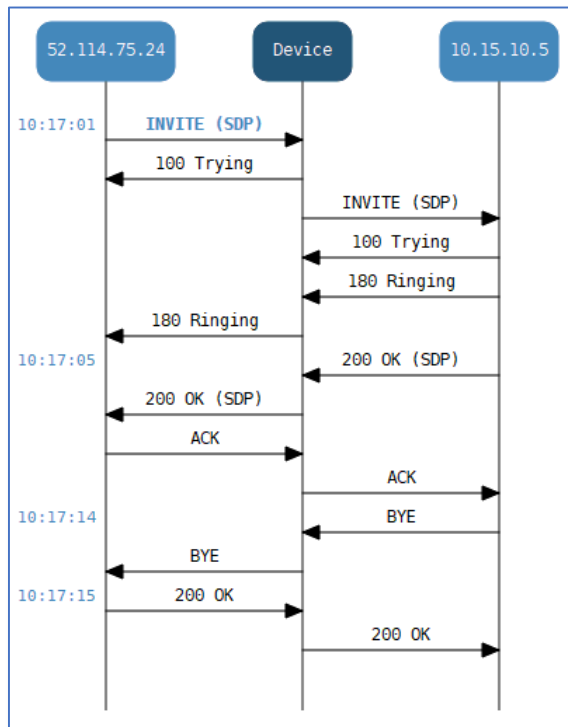 52.114.75.24 Device 10.15.10.5
10:17:01 INVITE (SDP)
100 Trying
INVITE (SDP)
100 Trying
180 Ringing
180 Ringing
10:17:05 200 OK (SDP)
200 OK (SDP)
ACK
ACK
10:17:14 BYE
BYE
10:17:15 200 OK
200 OK